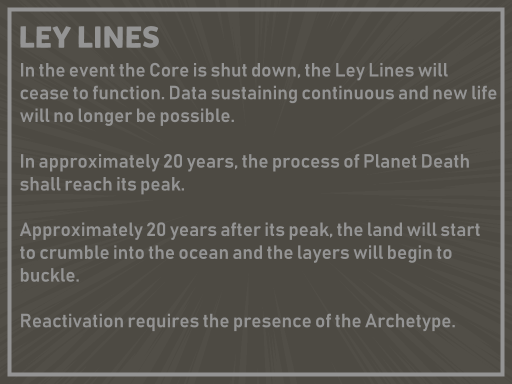 LEY LINES
In the event the Core is shut down, the Ley Lines will
cease to function. Data sustaining continuous and new life
will no longer be possible.
In approximately 20 years, the process of Planet Death
shall reach its peak.
Approximately 20 years after its peak, the land will start
to crumble into the ocean and the layers will begin to
buckle.
Reactivation requires the presence of the Archetype.